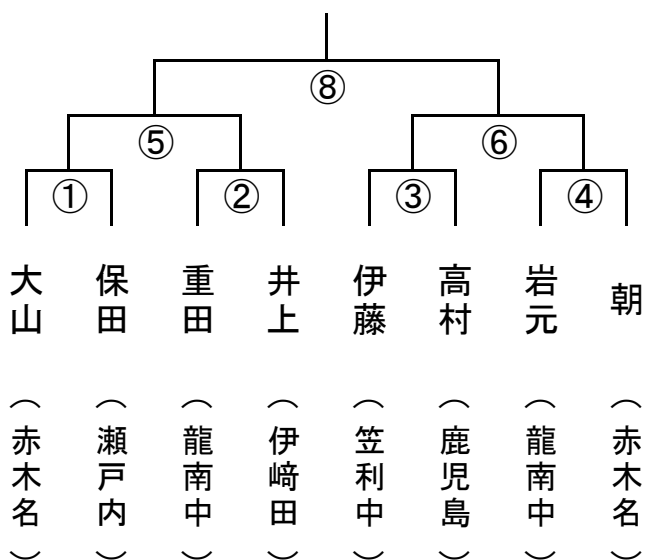 ⑧
⑤ ⑥
① ② ③ ④
大山 保田 重田 井上 伊藤 高村 岩元 朝
（赤木名） （瀬戸内） （龍南中） （伊﨑田） （笠利中） （鹿児島） （龍南中） （赤木名）